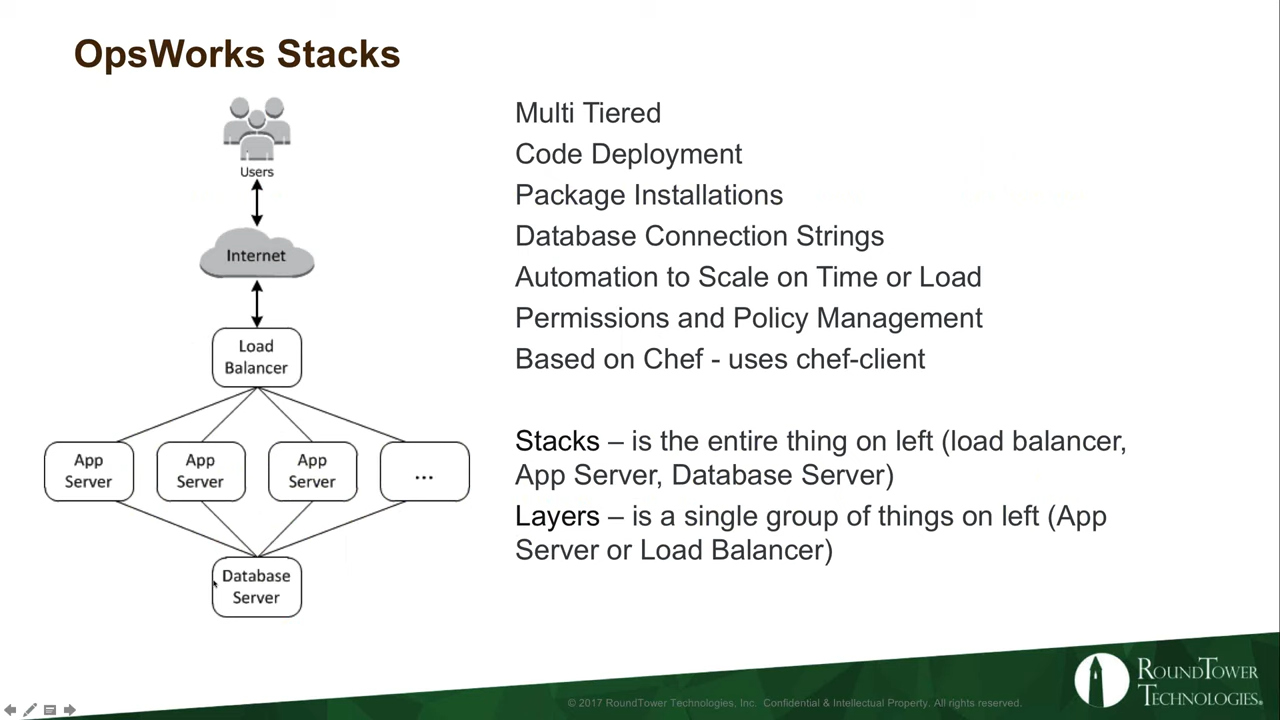 OpsWorks Stacks
Users
Internet
Load
Balancer
App
Server
App
Server
App
Server
...
Database
Server
Multi Tiered
Code Deployment
Package Installations
Database Connection Strings
Automation to Scale on Time or Load
Permissions and Policy Management
Based on Chef - uses chef-client
Stacks – is the entire thing on left (load balancer,
App Server, Database Server)
Layers – is a single group of things on left (App
Server or Load Balancer)
© 2017 RoundTower Technologies, Inc. Confidential & Intellectual Property. All rights reserved.
RoundTower
Technologies®